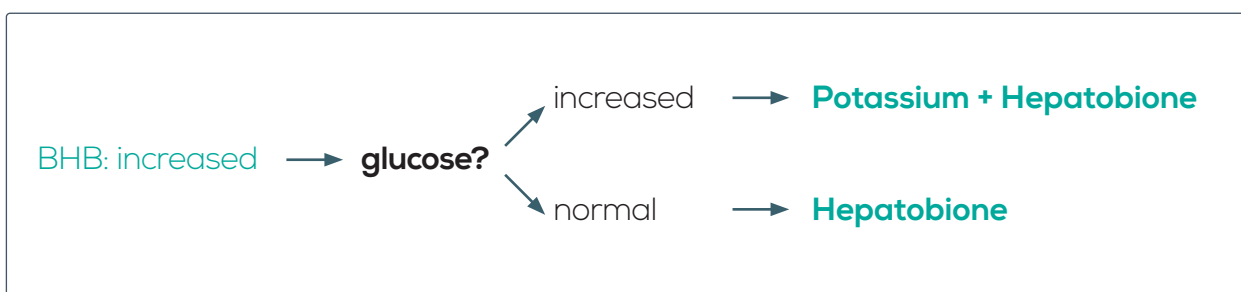 increased
Potassium + Hepatobione
BHB: increased
glucose?
normal
Hepatobione